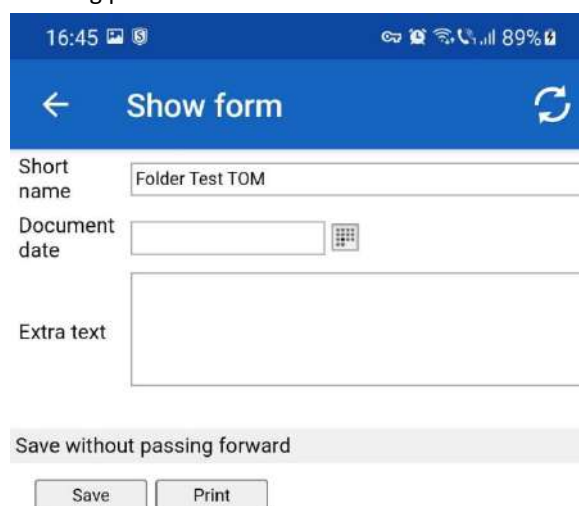 16:45 89%
Show form
Short name
Folder Test TOM
Document date
Extra text
Save without passing forward
Save Print